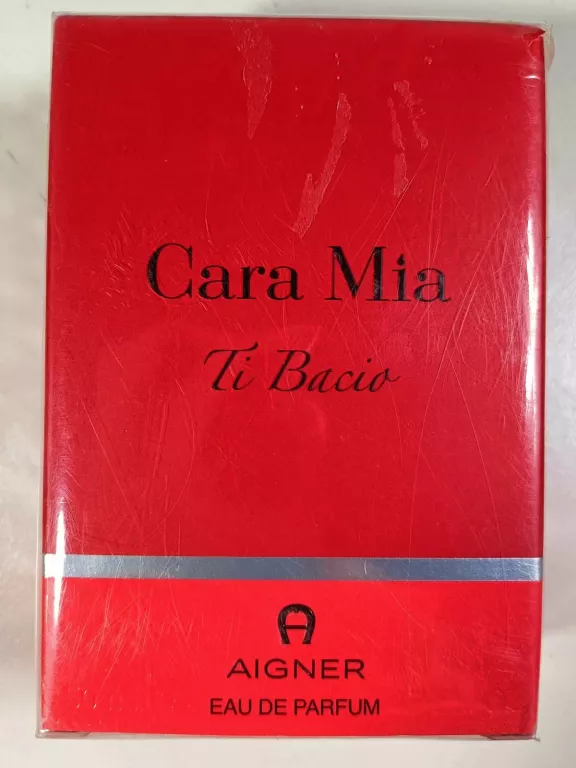 Cara Mia
Ti Bacio
AIGNER
EAU DE PARFUM